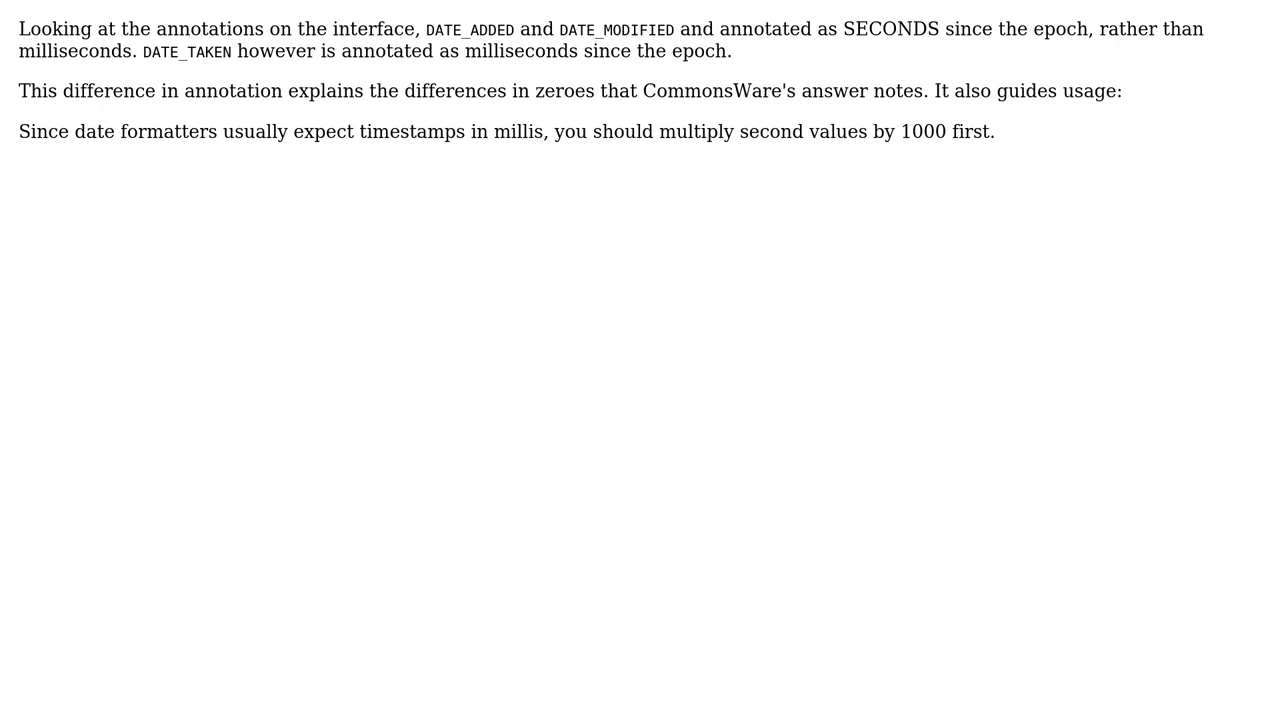 Looking at the annotations on the interface, DATE_ADDED and DATE_MODIFIED and annotated as SECONDS since the epoch, rather than
milliseconds. DATE_TAKEN however is annotated as milliseconds since the epoch.
This difference in annotation explains the differences in zeroes that CommonsWare's answer notes. It also guides usage:
Since date formatters usually expect timestamps in millis, you should multiply second values by 1000 first.